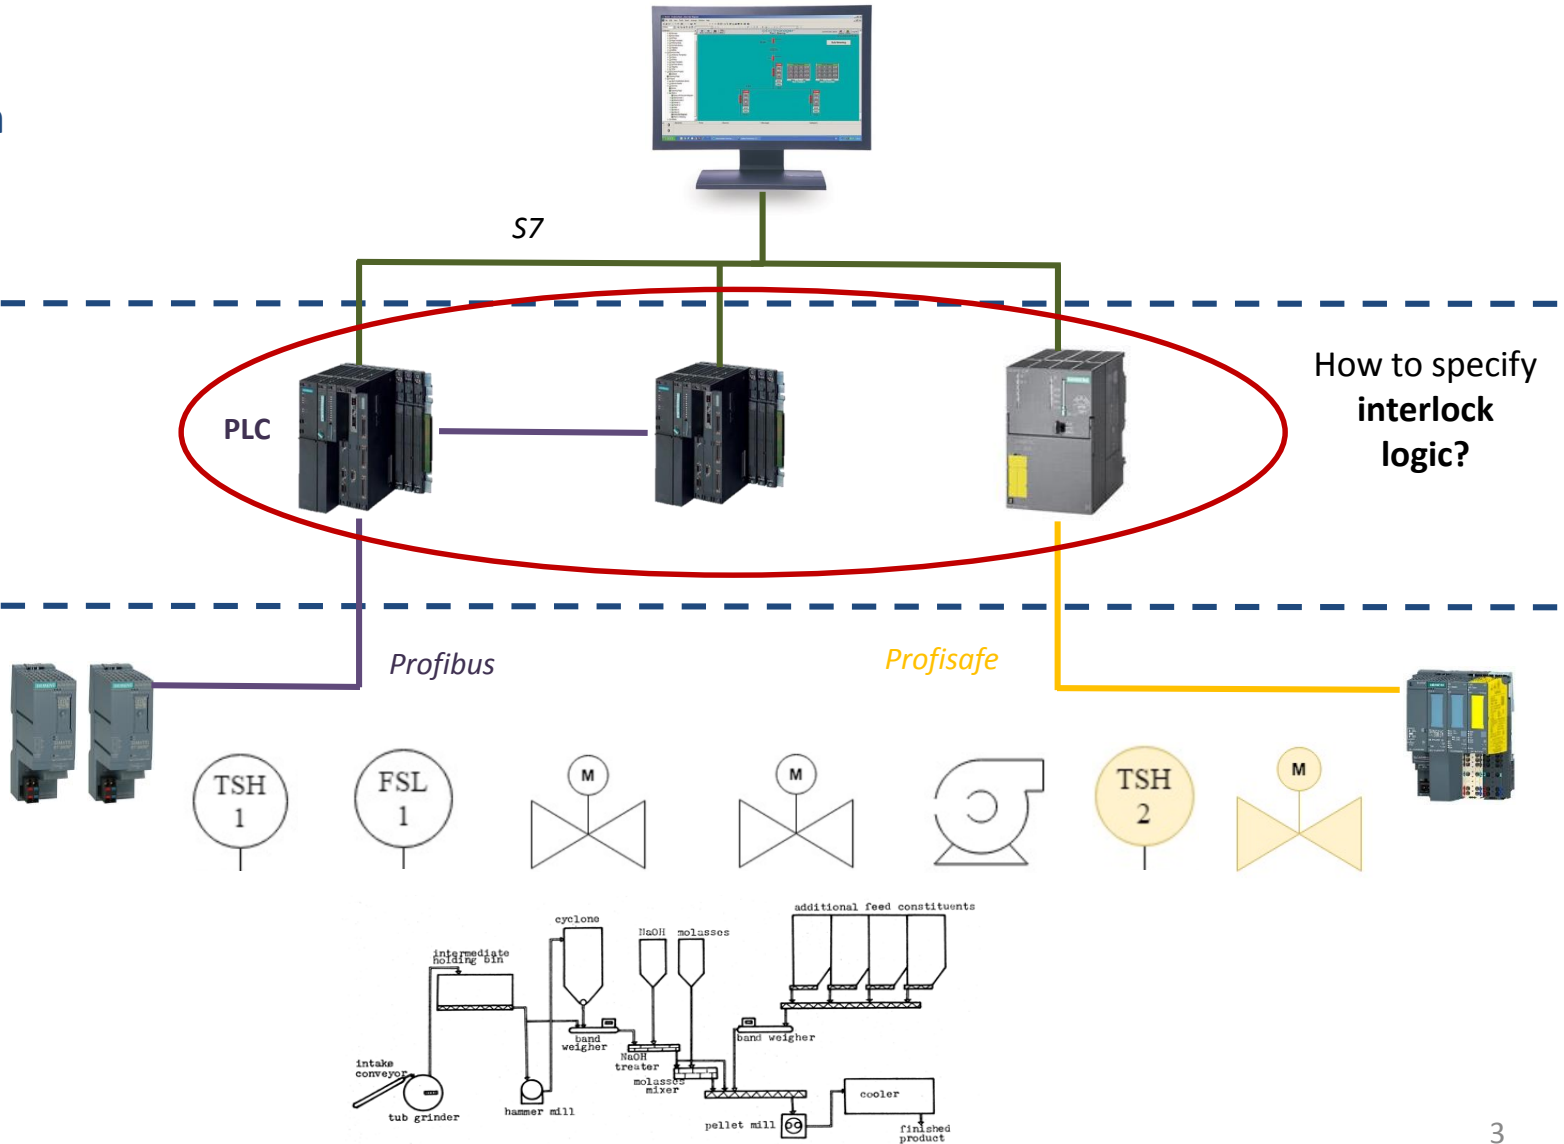 S7
PLC
How to specify
interlock
logic?
Profibus
Profisafe
TSH
1
FSL
1
M
M
TSH
2
M
additional feed constituents
cyclone
NaOH molasses
intermediate
holding bin
band
weigher
band weigher
NaOH
treater
molasses
mixer
intake
conveyor
tub grinder
hammer mill
cooler
pellet mill
finished
product
3